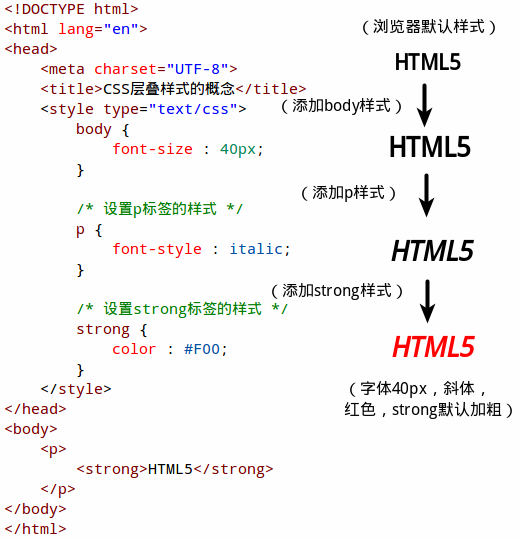 <!DOCTYPE html>
<html lang="en">
<head>
    <meta charset="UTF-8">
    <title>CSS层叠样式的概念</title>
    <style type="text/css">
        body {
            font-size : 40px;
        }

        /* 设置p标签的样式 */
        p {
            font-style : italic;
        }

        /* 设置strong标签的样式 */
        strong {
            color : #F00;
        }
    </style>
</head>
<body>
    <p>
        <strong>HTML5</strong>
    </p>
</body>
</html>
（浏览器默认样式）
HTML5
（添加body样式）
HTML5
（添加p样式）
HTML5
（添加strong样式）
HTML5
（字体40px，斜体，
红色，strong默认加粗）